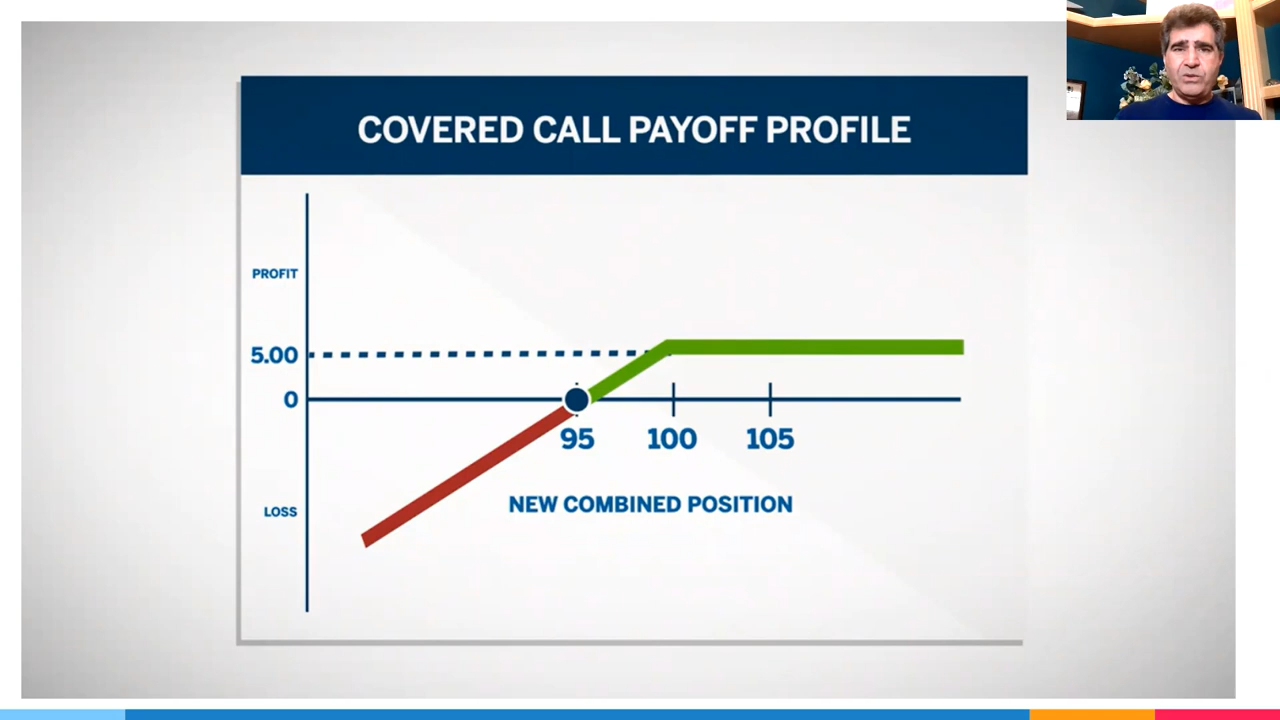 COVERED CALL PAYOFF PROFILE
PROFIT
5.00
0
95 100 105
NEW COMBINED POSITION
LOSS